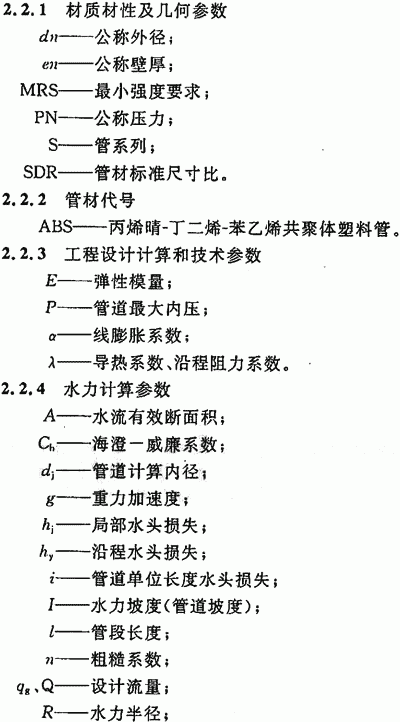 2.2.1 材质材性及几何参数
dn——公称外径;
en——公称壁厚;
MRS——最小强度要求;
PN——公称压力;
S——管系列;
SDR——管材标准尺寸比。
2.2.2 管材代号
ABS——丙烯晴-丁二烯-苯乙烯共聚体塑料管。
2.2.3 工程设计计算和技术参数
E——弹性模量;
P——管道最大内压;
α——线膨胀系数;
λ——导热系数、沿程阻力系数。
2.2.4 水力计算参数
A——水流有效断面积;
Ch——海澄-威廉系数;
dj——管道计算内径;
g——重力加速度;
hj——局部水头损失;
hy——沿程水头损失;
i——管道单位长度水头损失;
I——水力坡度(管道坡度);
l——管段长度;
n——粗糙系数;
qg、Q——设计流量;
R——水力半径;